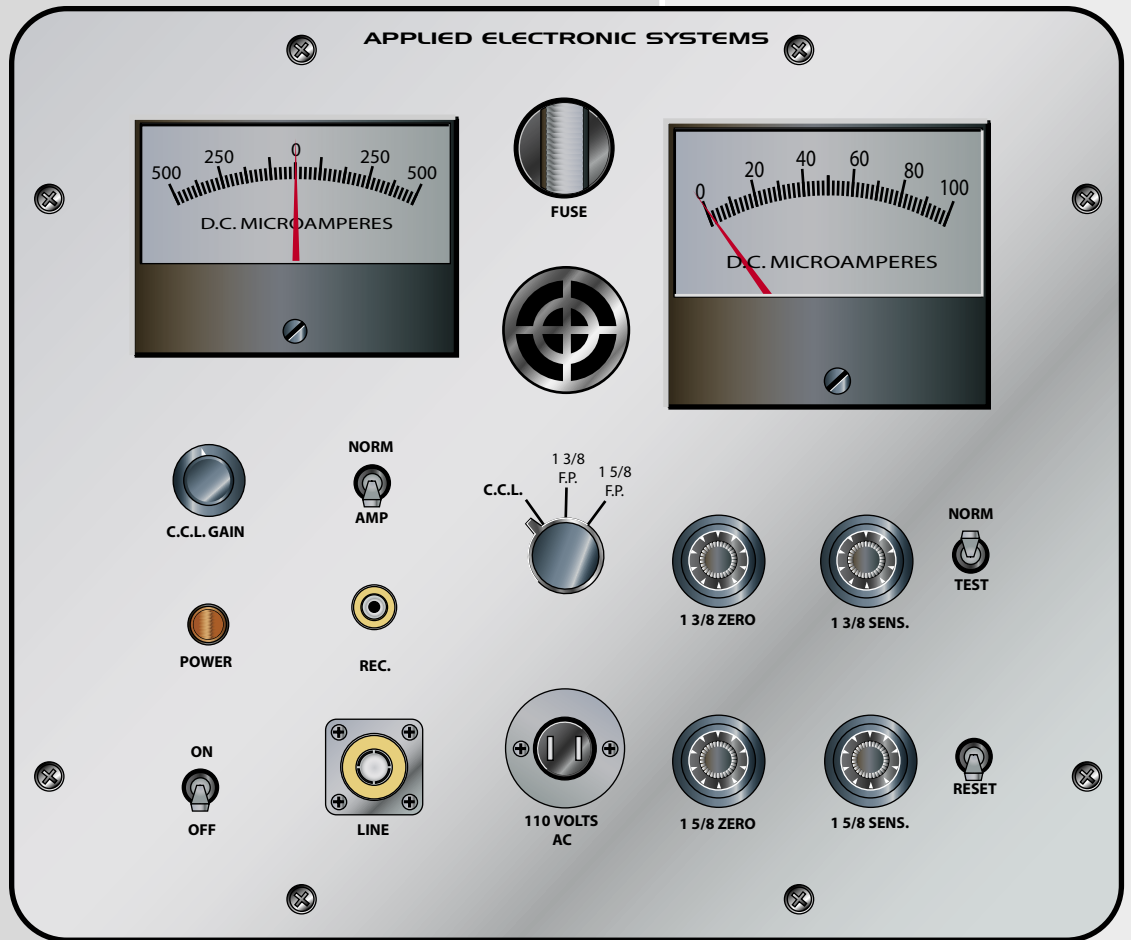 APPLIED ELECTRONIC SYSTEMS
500 250 0 250 500
D.C. MICROAMPERES
FUSE
0 20 40 60 80 100
D.C. MICROAMPERES
C.C.L. GAIN
NORM
AMP
C.C.L.
1 3/8
F.P.
1 5/8
F.P.
1 3/8 ZERO
1 3/8 SENS.
NORM
TEST
POWER
REC.
ON
OFF
LINE
110 VOLTS
AC
1 5/8 ZERO
1 5/8 SENS.
RESET